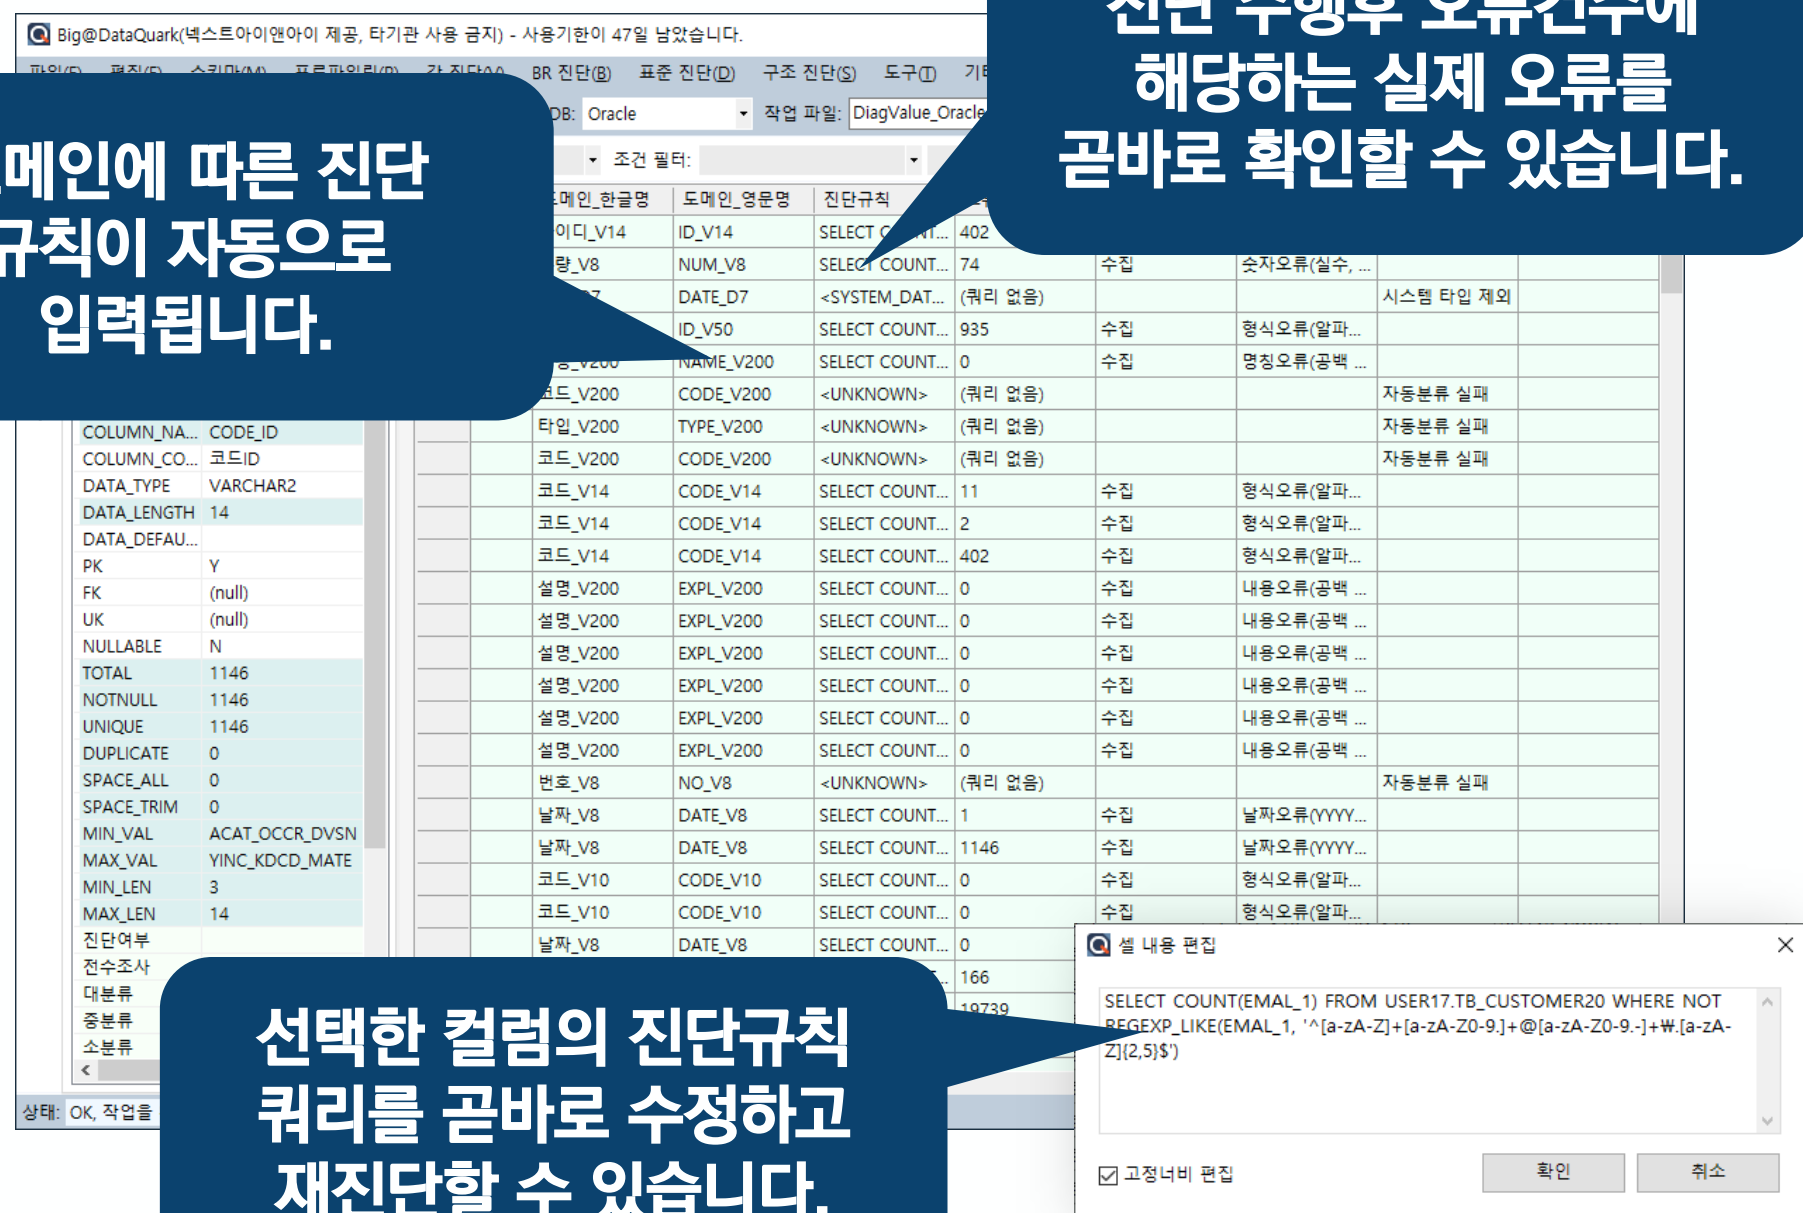 진단 수행후 오류건수에
해당하는 실제 오류를
곧바로 확인할 수 있습니다.
Big@DataQuark(넥스트아이앤아이 제공, 타기관 사용 금지) - 사용기한이 47일 남았습니다.
BR 진단(B) 표준 진단(D) 구조 진단(S) 도구(T)
DB: Oracle 작업 파일: DiagValue_Oracle
조건 필터:
메인에 따른 진단
규칙이 자동으로
입력됩니다.
도메인_한글명 도메인_영문명 진단규칙
아이디_V14 ID_V14 SELECT COUNT... 402
량_V8 NUM_V8 SELECT COUNT... 74 수집 숫자오류(실수, ...
DATE_D7 <SYSTEM_DAT... (쿼리 없음) 시스템 타입 제외
ID_V50 SELECT COUNT... 935 수집 형식오류(알파...
NAME_V200 SELECT COUNT... 0 수집 명칭오류(공백 ...
코드_V200 CODE_V200 <UNKNOWN> (쿼리 없음) 자동분류 실패
타입_V200 TYPE_V200 <UNKNOWN> (쿼리 없음) 자동분류 실패
코드_V200 CODE_V200 <UNKNOWN> (쿼리 없음) 자동분류 실패
코드_V14 CODE_V14 SELECT COUNT... 11 수집 형식오류(알파...
코드_V14 CODE_V14 SELECT COUNT... 2 수집 형식오류(알파...
코드_V14 CODE_V14 SELECT COUNT... 402 수집 형식오류(알파...
설명_V200 EXPL_V200 SELECT COUNT... 0 수집 내용오류(공백 ...
설명_V200 EXPL_V200 SELECT COUNT... 0 수집 내용오류(공백 ...
설명_V200 EXPL_V200 SELECT COUNT... 0 수집 내용오류(공백 ...
설명_V200 EXPL_V200 SELECT COUNT... 0 수집 내용오류(공백 ...
설명_V200 EXPL_V200 SELECT COUNT... 0 수집 내용오류(공백 ...
설명_V200 EXPL_V200 SELECT COUNT... 0 수집 내용오류(공백 ...
번호_V8 NO_V8 <UNKNOWN> (쿼리 없음) 자동분류 실패
날짜_V8 DATE_V8 SELECT COUNT... 1 수집 날짜오류(YYYY...
날짜_V8 DATE_V8 SELECT COUNT... 1146 수집 날짜오류(YYYY...
코드_V10 CODE_V10 SELECT COUNT... 0 수집 형식오류(알파...
코드_V10 CODE_V10 SELECT COUNT... 0 수집 형식오류(알파...
날짜_V8 DATE_V8 SELECT COUNT... 0
166
19739
COLUMN_NA... CODE_ID
COLUMN_CO... 코드ID
DATA_TYPE VARCHAR2
DATA_LENGTH 14
DATA_DEFAU...
PK Y
FK (null)
UK (null)
NULLABLE N
TOTAL 1146
NOTNULL 1146
UNIQUE 1146
DUPLICATE 0
SPACE_ALL 0
SPACE_TRIM 0
MIN_VAL ACAT_OCCR_DVSN
MAX_VAL YINC_KDCD_MATE
MIN_LEN 3
MAX_LEN 14
진단여부
전수조사
대분류
중분류
소분류
상태: OK, 작업을
선택한 컬럼의 진단규칙
쿼리를 곧바로 수정하고
재진단할 수 있습니다.
셀 내용 편집
SELECT COUNT(EMAL_1) FROM USER17.TB_CUSTOMER20 WHERE NOT
REGEXP_LIKE(EMAL_1, '^[a-zA-Z]+[a-zA-Z0-9.]+@[a-zA-Z0-9.-]+₩.[a-zA-
Z]{2,5}$')
고정너비 편집
확인 취소